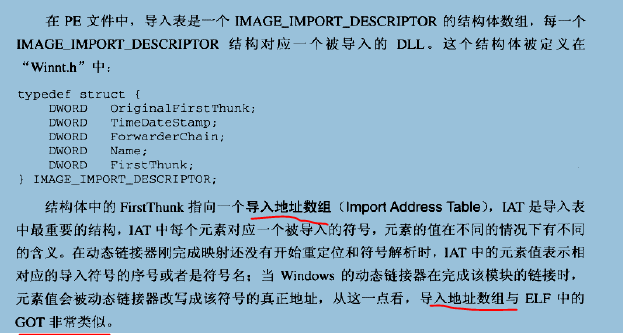 在 PE 文件中，导入表是一个 IMAGE_IMPORT_DESCRIPTOR 的结构体数组，每一个
IMAGE_IMPORT_DESCRIPTOR 结构对应一个被导入的 DLL。这个结构体被定义在
“Winnt.h”中：
typedef struct {
    DWORD   OriginalFirstThunk;
    DWORD   TimeDateStamp;
    DWORD   ForwarderChain;
    DWORD   Name;
    DWORD   FirstThunk;
} IMAGE_IMPORT_DESCRIPTOR;
结构体中的 FirstThunk 指向一个导入地址数组（Import Address Table），IAT 是导入表
中最重要的结构，IAT 中每个元素对应一个被导入的符号，元素的值在不同的情况下有不同
的含义。在动态链接器刚完成映射还没有开始重定位和符号解析时，IAT 中的元素值表示相
对应的导入符号的序号或者是符号名；当 Windows 的动态链接器在完成该模块的链接时，
元素值会被动态链接器改写成该符号的真正地址，从这一点看，导入地址数组与 ELF 中的
GOT 非常类似。